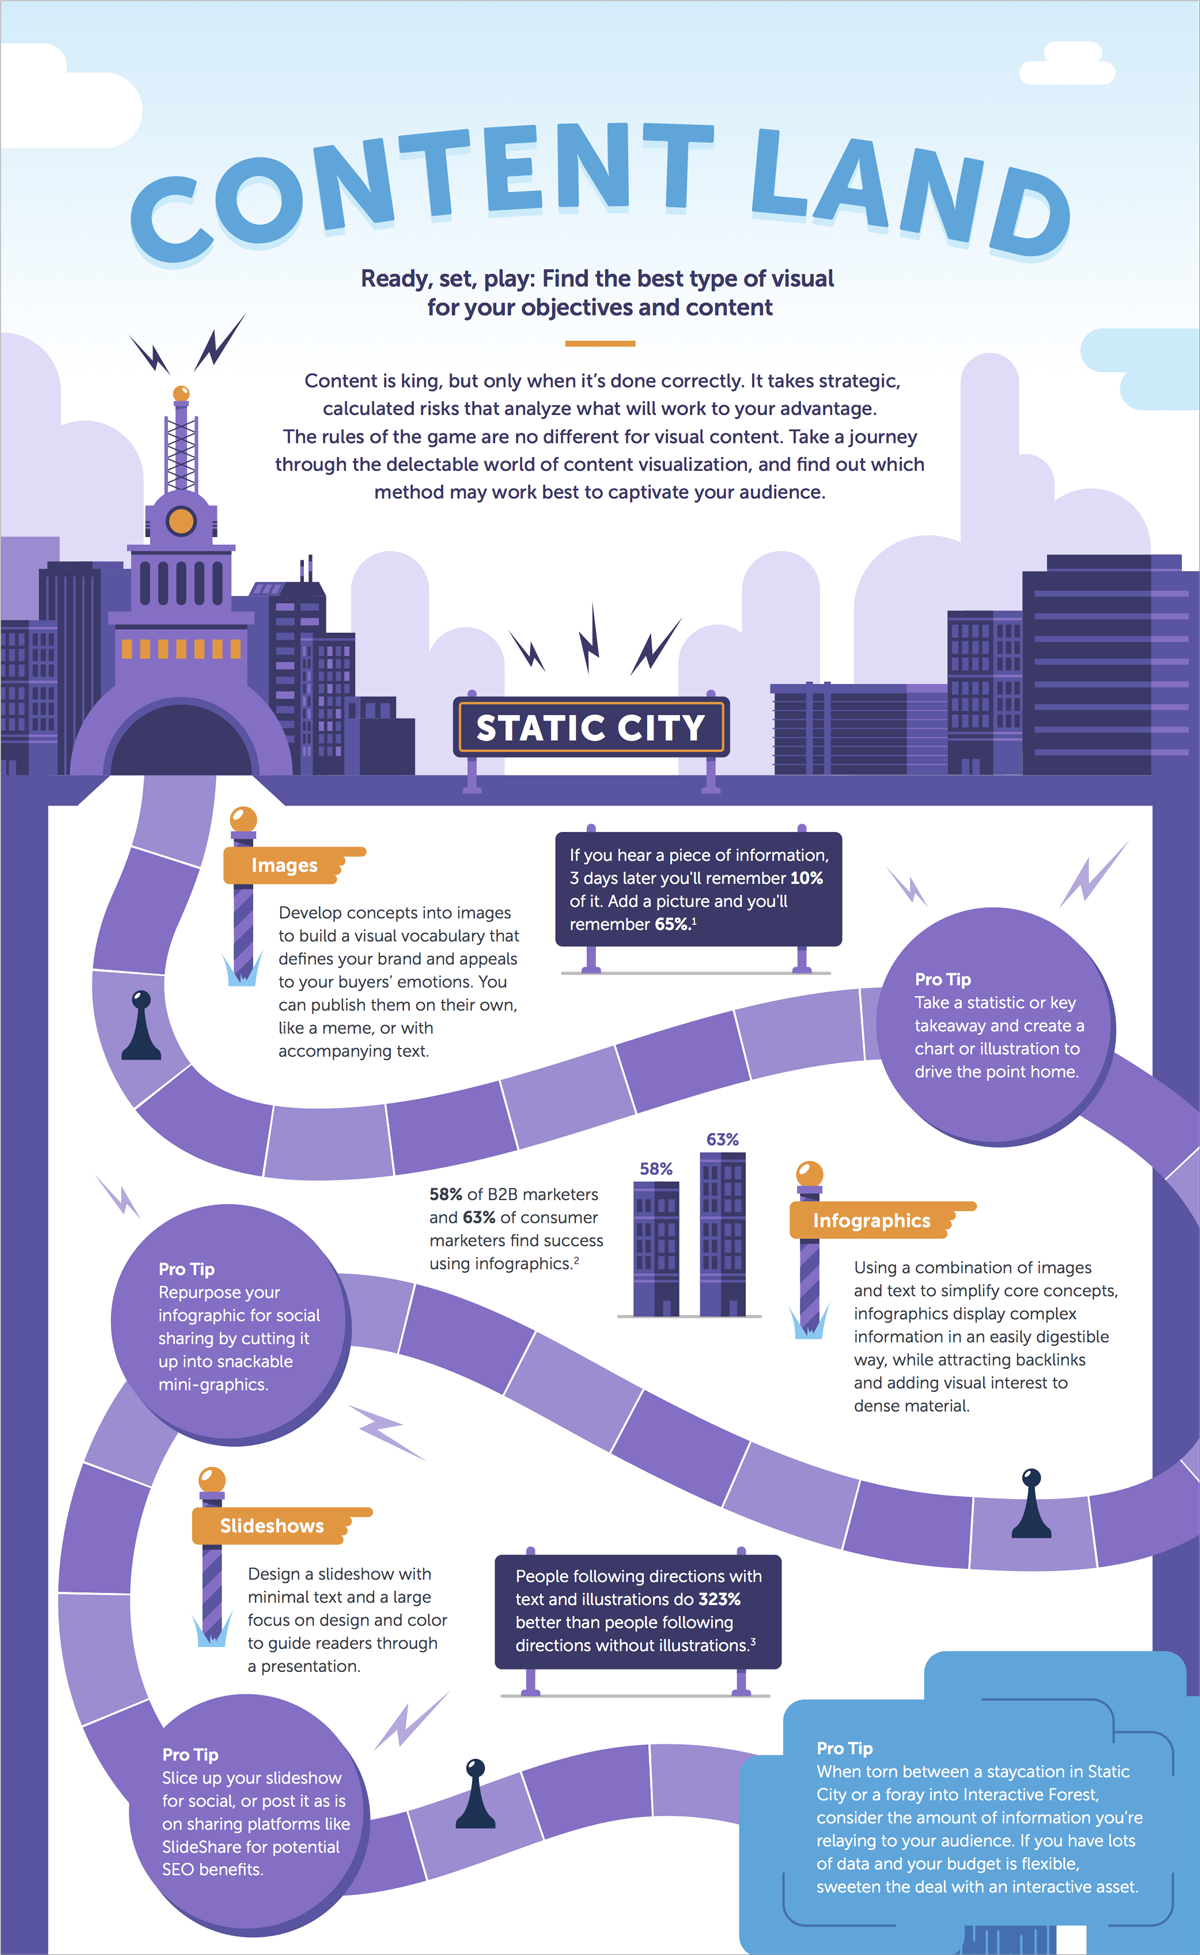 CONTENT LAND
Ready, set, play: Find the best type of visual
for your objectives and content
Content is king, but only when it’s done correctly. It takes strategic,
calculated risks that analyze what will work to your advantage.
The rules of the game are no different for visual content. Take a journey
through the delectable world of content visualization, and find out which
method may work best to captivate your audience.
STATIC CITY
Images
Develop concepts into images
to build a visual vocabulary that
defines your brand and appeals
to your buyers’ emotions. You
can publish them on their own,
like a meme, or with
accompanying text.
If you hear a piece of information,
3 days later you'll remember 10%
of it. Add a picture and you'll
remember 65%.¹
Pro Tip
Take a statistic or key
takeaway and create a
chart or illustration to
drive the point home.
58% of B2B marketers
and 63% of consumer
marketers find success
using infographics.²
58%
63%
Infographics
Using a combination of images
and text to simplify core concepts,
infographics display complex
information in an easily digestible
way, while attracting backlinks
and adding visual interest to
dense material.
Pro Tip
Repurpose your
infographic for social
sharing by cutting it
up into snackable
mini-graphics.
Slideshows
Design a slideshow with
minimal text and a large
focus on design and color
to guide readers through
a presentation.
People following directions with
text and illustrations do 323%
better than people following
directions without illustrations.³
Pro Tip
Slice up your slideshow
for social, or post it as is
on sharing platforms like
SlideShare for potential
SEO benefits.
Pro Tip
When torn between a staycation in Static
City or a foray into Interactive Forest,
consider the amount of information you’re
relaying to your audience. If you have lots
of data and your budget is flexible,
sweeten the deal with an interactive asset.